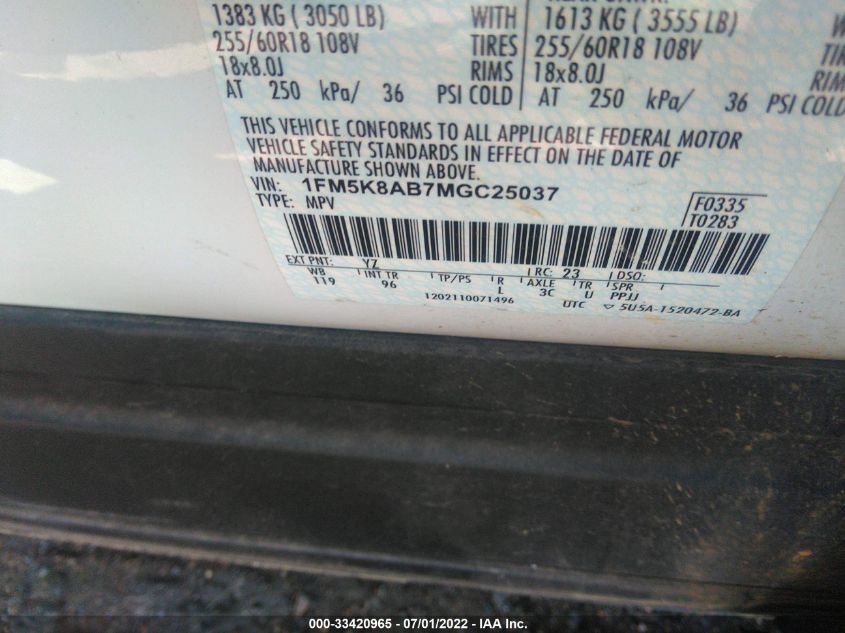 1383 KG ( 3050 LB) WITH 1613 KG ( 3555 LB)
255/60R18 108V TIRES 255/60R18 108V
18x8.0J RIMS 18x8.0J RIM
AT 250 kPa/ 36 PSI COLD AT 250 kPa/ 36 PSI COLD
THIS VEHICLE CONFORMS TO ALL APPLICABLE FEDERAL MOTOR
VEHICLE SAFETY STANDARDS IN EFFECT ON THE DATE OF
MANUFACTURE SHOWN ABOVE.
VIN: 1FM5K8AB7MGC25037
TYPE: MPV
F0335
T0283
EXT PNT: YZ RC: 23 DSO:
WB INT TR TP/PS R AXLE TR SPR
119 96 L 3C U PPJJ
1202110071496 UTC 5U5A-1520472-BA
000-33420965 - 07/01/2022 - IAA Inc.